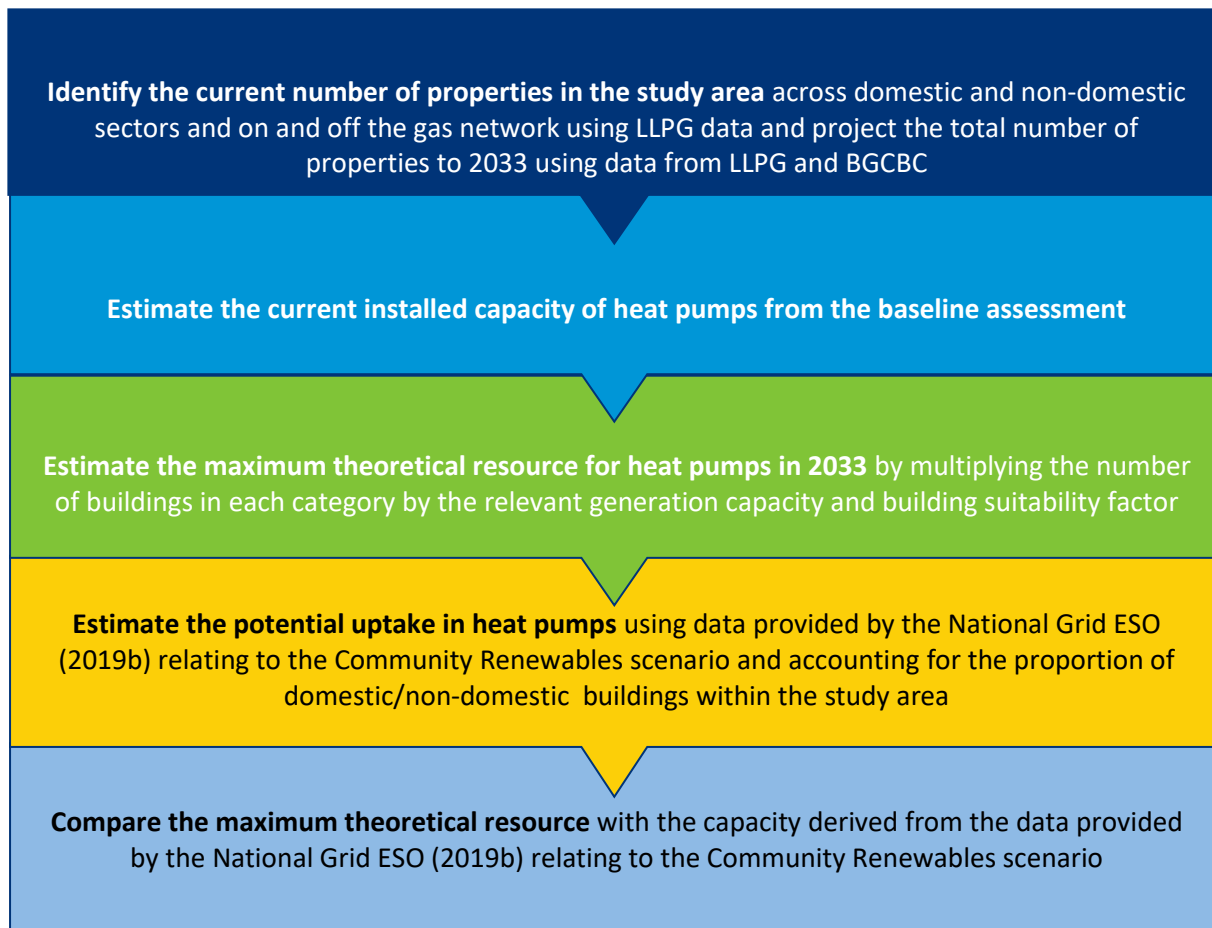 Identify the current number of properties in the study area across domestic and non-domestic
sectors and on and off the gas network using LLPG data and project the total number of
properties to 2033 using data from LLPG and BGCBC
Estimate the current installed capacity of heat pumps from the baseline assessment
Estimate the maximum theoretical resource for heat pumps in 2033 by multiplying the number
of buildings in each category by the relevant generation capacity and building suitability factor
Estimate the potential uptake in heat pumps using data provided by the National Grid ESO
(2019b) relating to the Community Renewables scenario and accounting for the proportion of
domestic/non-domestic buildings within the study area
Compare the maximum theoretical resource with the capacity derived from the data provided
by the National Grid ESO (2019b) relating to the Community Renewables scenario